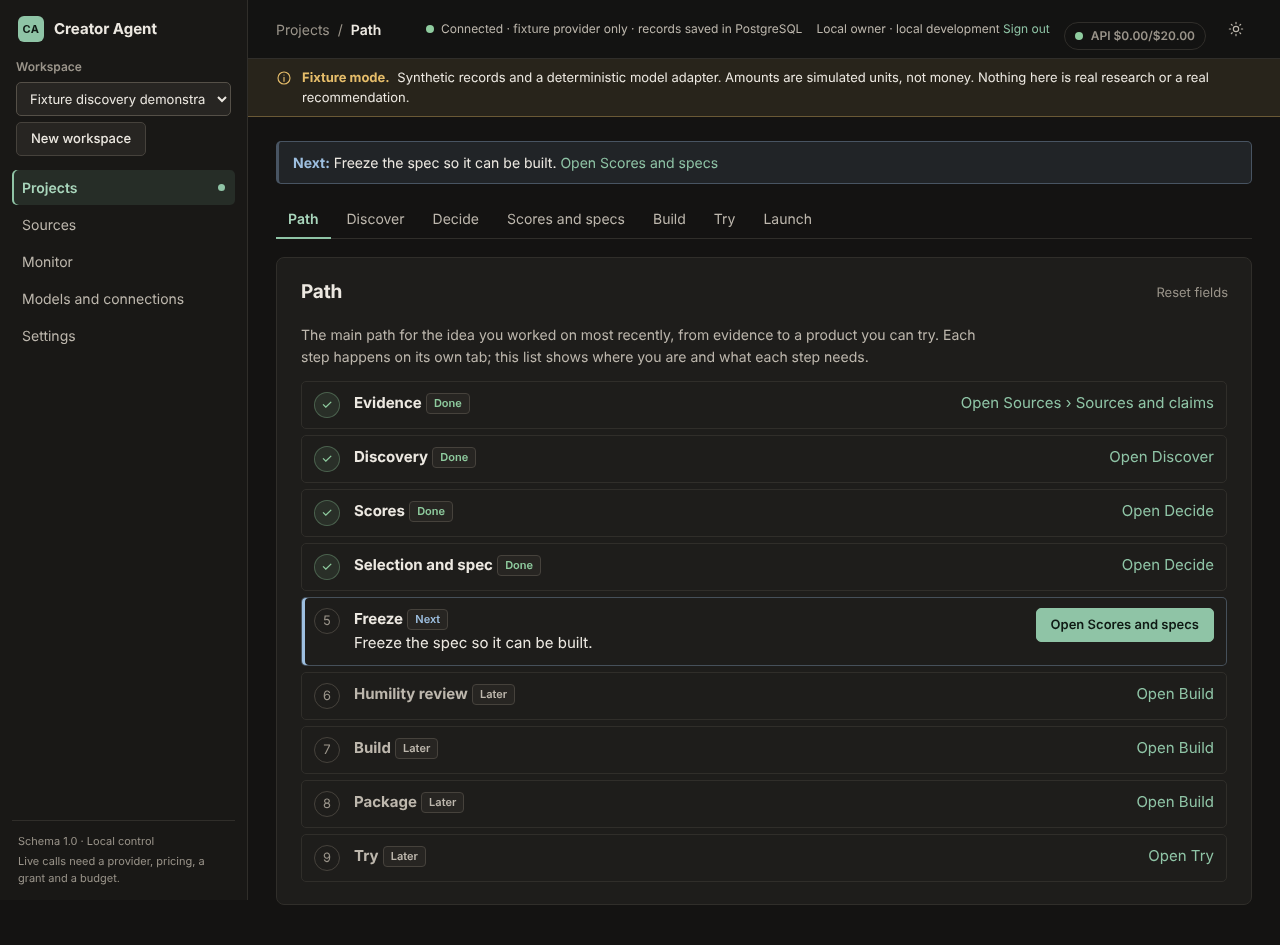 CA Creator Agent
Workspace
Fixture discovery demonstra
New workspace
Projects
Sources
Monitor
Models and connections
Settings
Schema 1.0 · Local control
Live calls need a provider, pricing, a
grant and a budget.
Projects / Path
Connected · fixture provider only · records saved in PostgreSQL
Local owner · local development Sign out
API $0.00/$20.00
Fixture mode. Synthetic records and a deterministic model adapter. Amounts are simulated units, not money. Nothing here is real research or a real
recommendation.
Next: Freeze the spec so it can be built. Open Scores and specs
Path Discover Decide Scores and specs Build Try Launch
Path
Reset fields
The main path for the idea you worked on most recently, from evidence to a product you can try. Each
step happens on its own tab; this list shows where you are and what each step needs.
Evidence Done Open Sources › Sources and claims
Discovery Done Open Discover
Scores Done Open Decide
Selection and spec Done Open Decide
5 Freeze Next Open Scores and specs
Freeze the spec so it can be built.
6 Humility review Later Open Build
7 Build Later Open Build
8 Package Later Open Build
9 Try Later Open Try